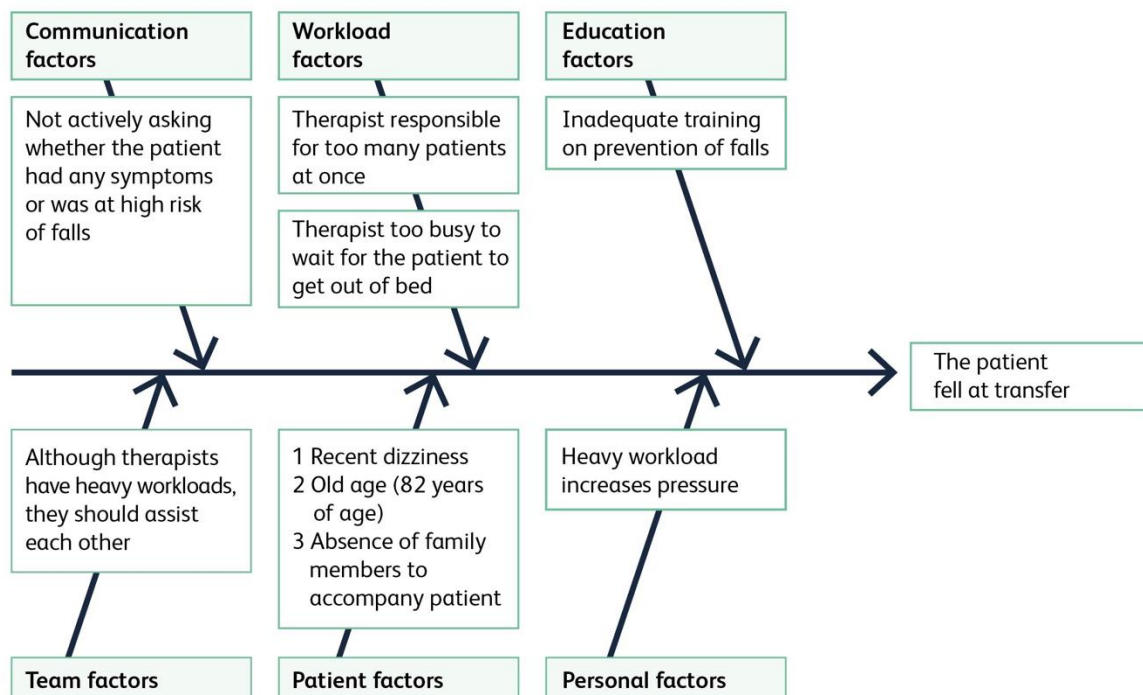 Communication
factors
Not actively asking
whether the patient
had any symptoms
or was at high risk
of falls
Workload
factors
Therapist responsible
for too many patients
at once
Therapist too busy to
wait for the patient to
get out of bed
Education
factors
Inadequate training
on prevention of falls
The patient
fell at transfer
Although therapists
have heavy workloads,
they should assist
each other
Team factors
1 Recent dizziness
2 Old age (82 years
of age)
3 Absence of family
members to
accompany patient
Patient factors
Heavy workload
increases pressure
Personal factors